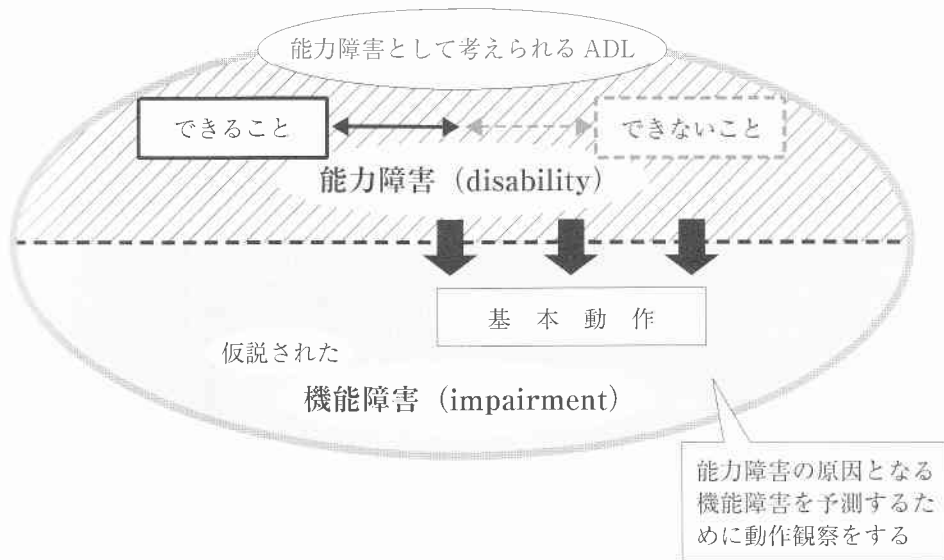 能力障害として考えられる ADL
できること
できないこと
能力障害（disability）
基本動作
仮説された
機能障害（impairment）
能力障害の原因となる
機能障害を予測するた
めに動作観察をする